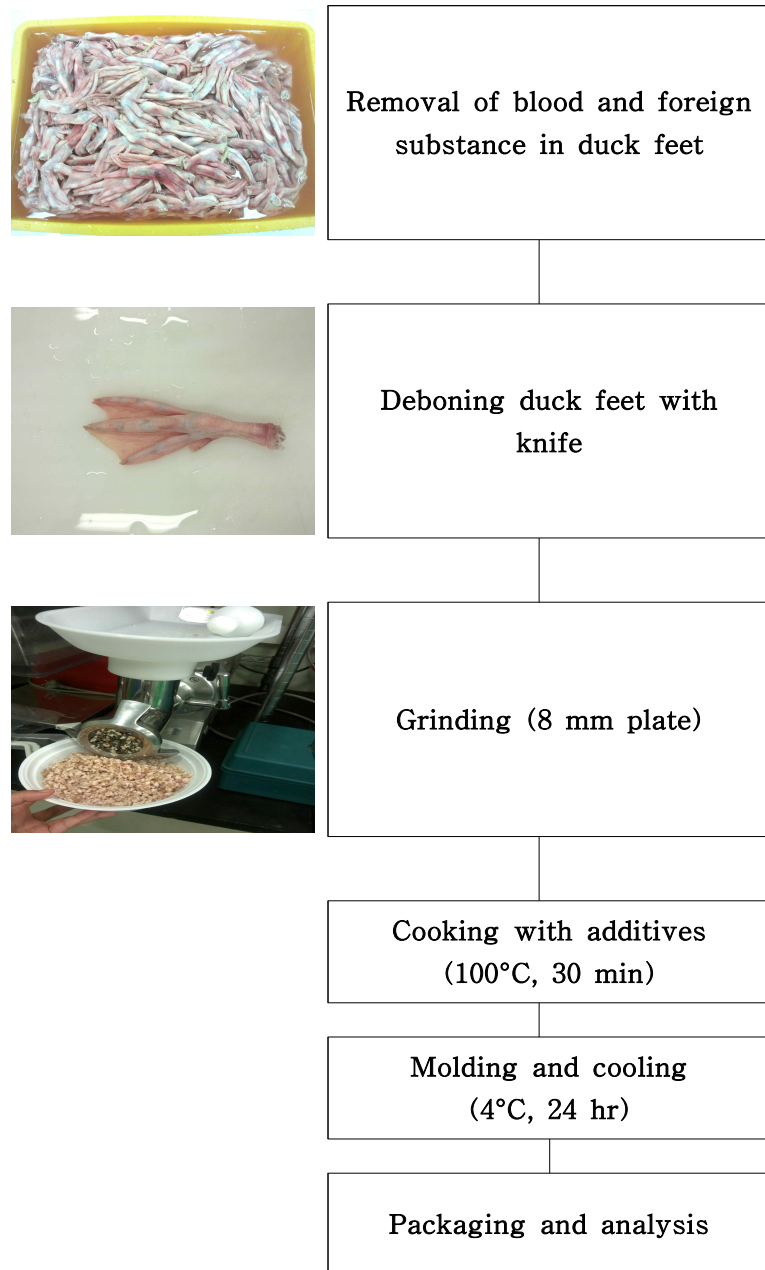 Removal of blood and foreign
substance in duck feet
Deboning duck feet with
knife
Grinding (8 mm plate)
Cooking with additives
(100°C, 30 min)
Molding and cooling
(4°C, 24 hr)
Packaging and analysis